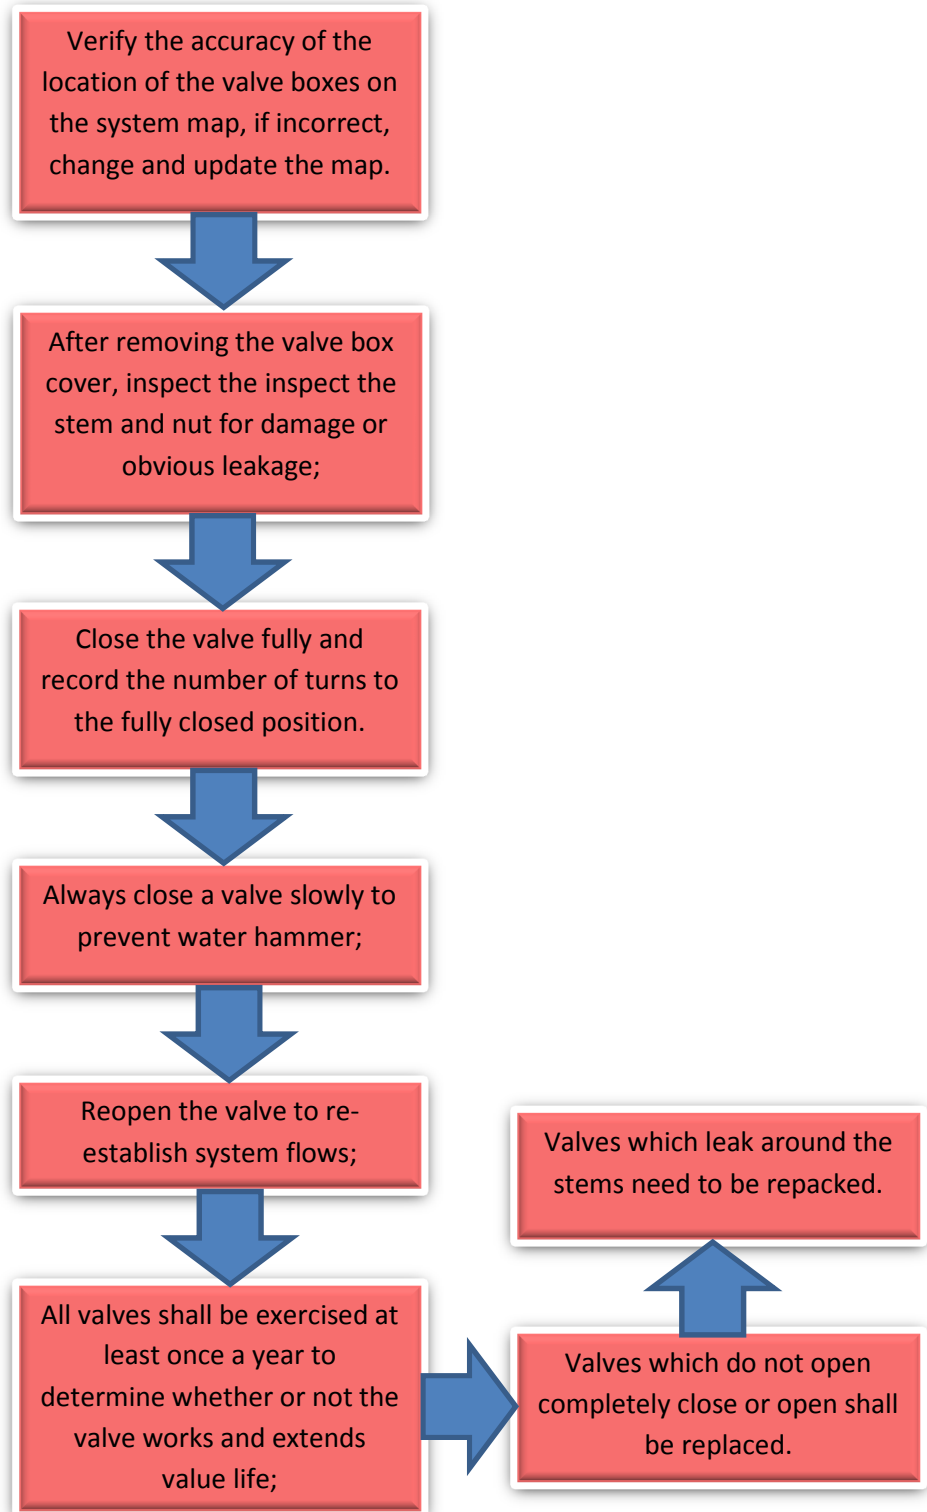 Verify the accuracy of the
location of the valve boxes on
the system map, if incorrect,
change and update the map.
After removing the valve box
cover, inspect the inspect the
stem and nut for damage or
obvious leakage;
Close the valve fully and
record the number of turns to
the fully closed position.
Always close a valve slowly to
prevent water hammer;
Reopen the valve to re-
establish system flows;
All valves shall be exercised at
least once a year to
determine whether or not the
valve works and extends
value life;
Valves which do not open
completely close or open shall
be replaced.
Valves which leak around the
stems need to be repacked.